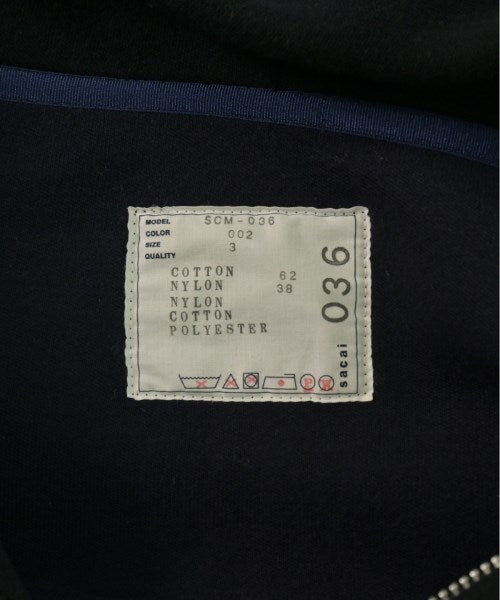 MODEL SCM-036
COLOR 002
SIZE 3
QUALITY
COTTON 62
NYLON 38
NYLON
COTTON
POLYESTER
036
sacai